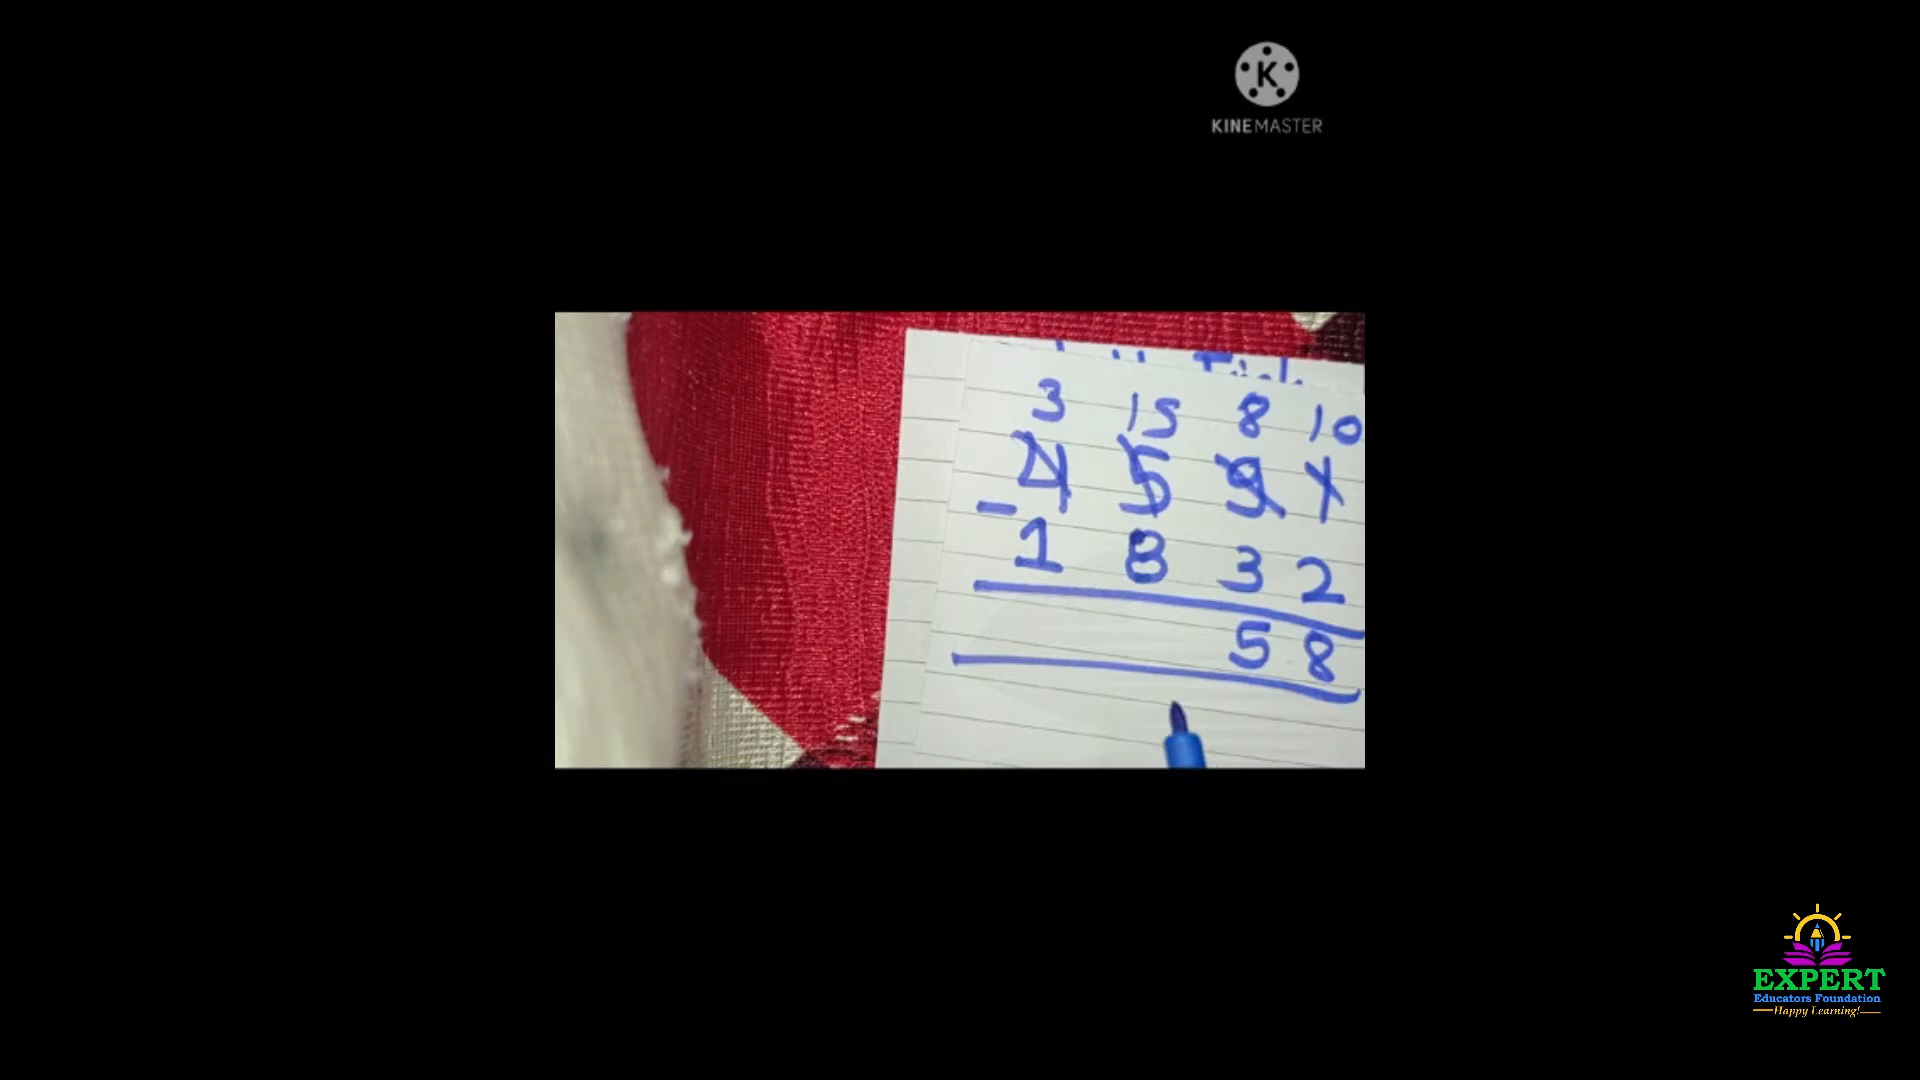 KINEMASTER
3 15 8 10
4 5 9
- 1 8 3 2
5 8
EXPERT
Educators Foundation
Happy Learning!